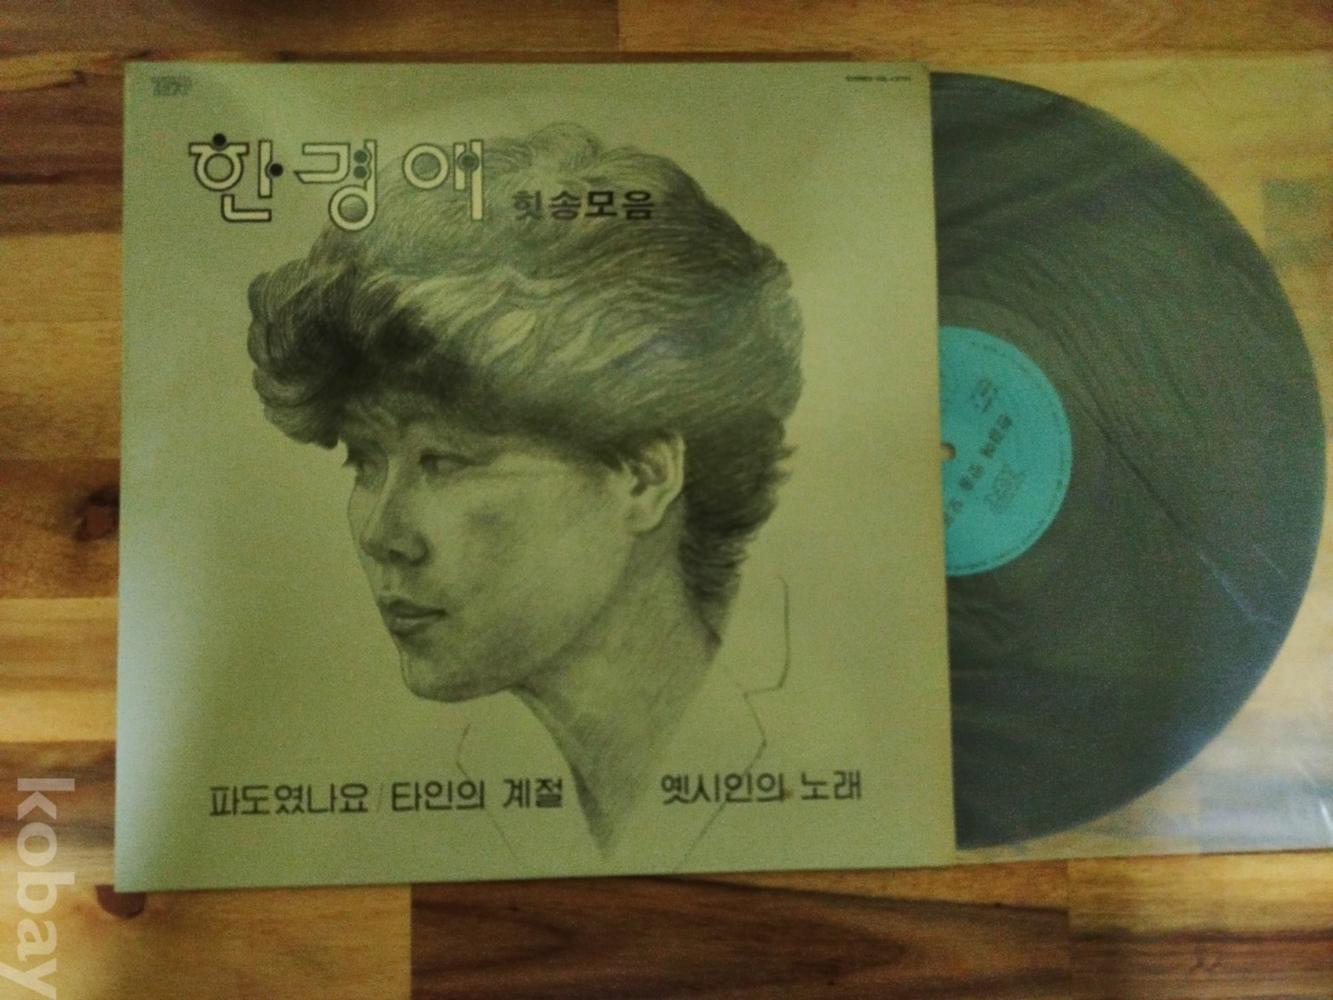 한경애 힛송모음
파도였나요 / 타인의 계절
옛시인의 노래
kobay